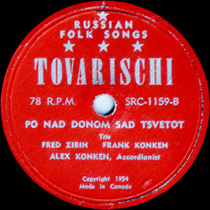 RUSSIAN
FOLK SONGS
TOVARISCHI
78 R.P.M. SRC-1159-B
PO NAD DONOM SAD TSVETOT
Trio
FRED ZIBIN FRANK KONKEN
ALEX KONKEN, Accordionist
Copyright 1954
Made in Canada